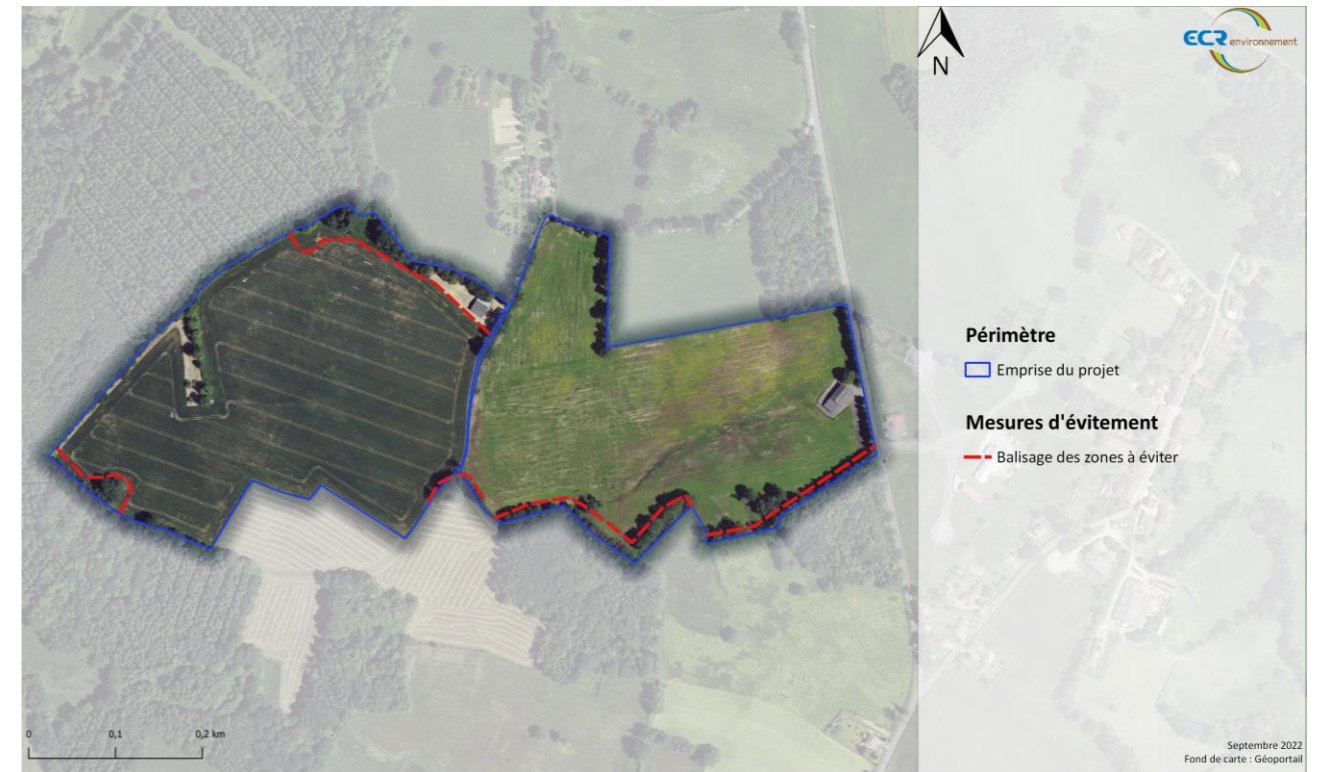 N
ECR environnement
Périmètre
Emprise du projet
Mesures d'évitement
Balisage des zones à éviter
0 0,1 0,2 km
Septembre 2022
Fond de carte : Géoportail